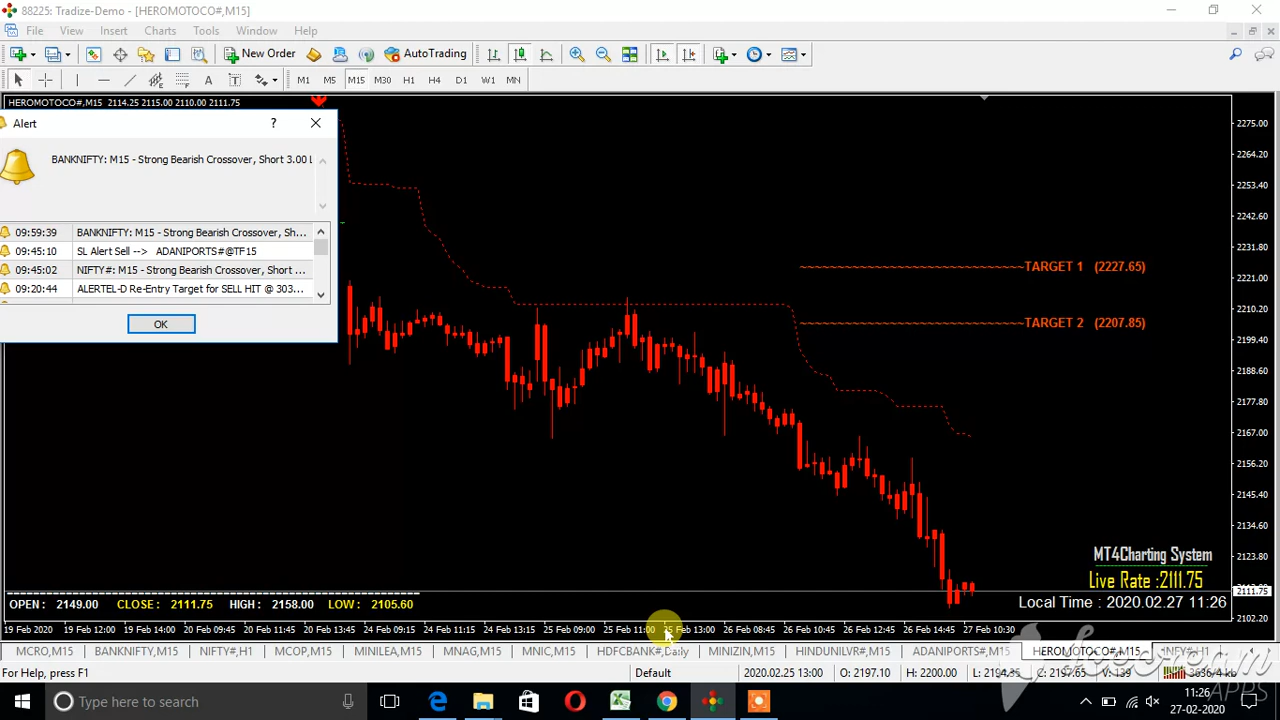 88225: Tradize-Demo - [HEROMOTOCO#,M15]
File View Insert Charts Tools Window Help
New Order AutoTrading
M1 M5 M15 M30 H1 H4 D1 W1 MN
HEROMOTOCO#,M15 2114.25 2115.00 2110.00 2111.75
Alert
?
BANKNIFTY: M15 - Strong Bearish Crossover, Short 3.00 L
09:59:39 BANKNIFTY: M15 - Strong Bearish Crossover, Sh...
09:45:10 SL Alert Sell --> ADANIPORTS#@TF15
09:45:02 NIFTY#: M15 - Strong Bearish Crossover, Short ...
09:20:44 ALERTEL-D Re-Entry Target for SELL HIT @ 303...
OK
TARGET 1 (2227.65)
TARGET 2 (2207.85)
2275.00
2264.20
2253.40
2242.60
2231.80
2221.00
2210.20
2199.40
2188.60
2177.80
2167.00
2156.20
2145.40
2134.60
2123.80
2111.75
2102.20
MT4Charting System
Live Rate :2111.75
Local Time : 2020.02.27 11:26
OPEN : 2149.00 CLOSE : 2111.75 HIGH : 2158.00 LOW : 2105.60
19 Feb 2020 19 Feb 12:00 19 Feb 14:00 20 Feb 09:45 20 Feb 11:45 20 Feb 13:45 24 Feb 09:15 24 Feb 11:15 24 Feb 13:15 25 Feb 09:00 25 Feb 11:00 25 Feb 13:00 26 Feb 08:45 26 Feb 10:45 26 Feb 12:45 26 Feb 14:45 27 Feb 10:30
MCRO,M15 BANKNIFTY,M15 NIFTY#,H1 MCOP,M15 MINILEA,M15 MNAG,M15 MNIC,M15 HDFCBANK#,Daily MINIZIN,M15 HINDUNILVR#,M15 ADANIPORTS#,M15 HEROMOTOCO#,M15
For Help, press F1 Default 2020.02.25 13:00 O: 2197.10 H: 2200.00 L: 2194.35 C: 2197.65 V: 139 3636/4 kb
Screencam
APPS
Type here to search
11:26
27-02-2020